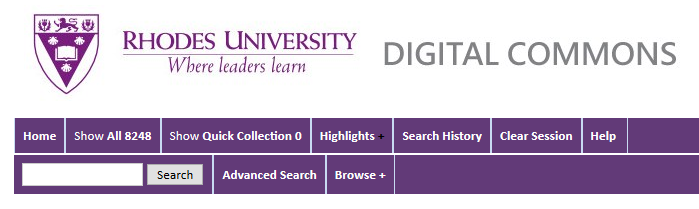 RHODES UNIVERSITY
Where leaders learn
DIGITAL COMMONS
Home Show All 8248 Show Quick Collection 0 Highlights + Search History Clear Session Help
Search Advanced Search Browse +